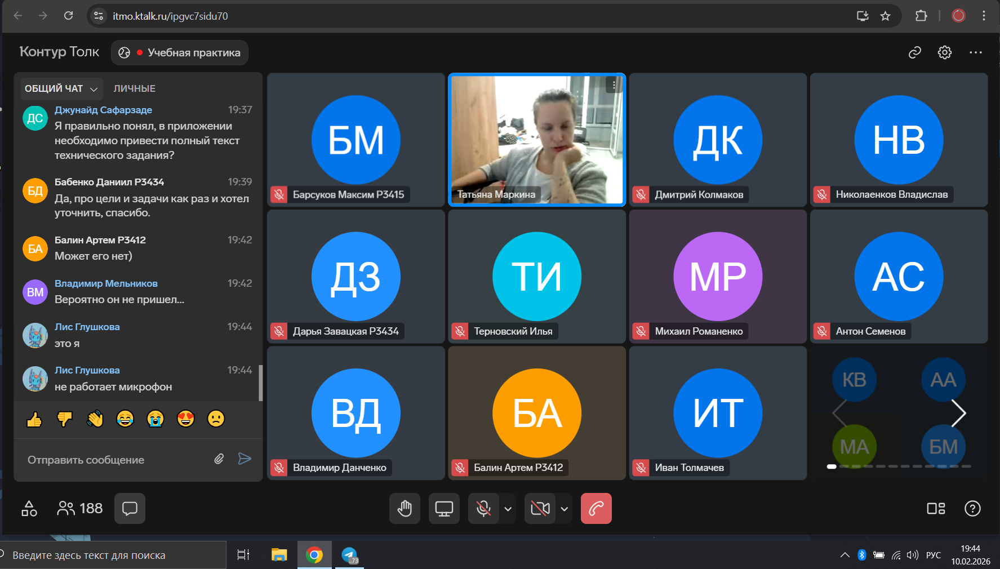 itmo.ktalk.ru/ipgvc7sidu70
Контур Толк
Учебная практика
ОБЩИЙ ЧАТ
ЛИЧНЫЕ
ДС
Джунайд Сафарзаде
19:37
Я правильно понял, в приложении
необходимо привести полный текст
технического задания?
БД
Бабенко Даниил Р3434
19:39
Да, про цели и задачи как раз и хотел
уточнить, спасибо.
БА
Балин Артем Р3412
19:42
Может его нет)
ВМ
Владимир Мельников
19:42
Вероятно он не пришел...
Лис Глушкова
19:44
это я
Лис Глушкова
19:44
не работает микрофон
Отправить сообщение
БМ
Барсуков Максим Р3415
Татьяна Маркина
ДК
Дмитрий Колмаков
НВ
Николаенков Владислав
ДЗ
Дарья Завацкая Р3434
ТИ
Терновский Илья
МР
Михаил Романенко
АС
Антон Семенов
ВД
Владимир Данченко
БА
Балин Артем Р3412
ИТ
Иван Толмачев
КВ
АА
МА
БМ
188
Введите здесь текст для поиска
..73
РУС
19:44
10.02.2026